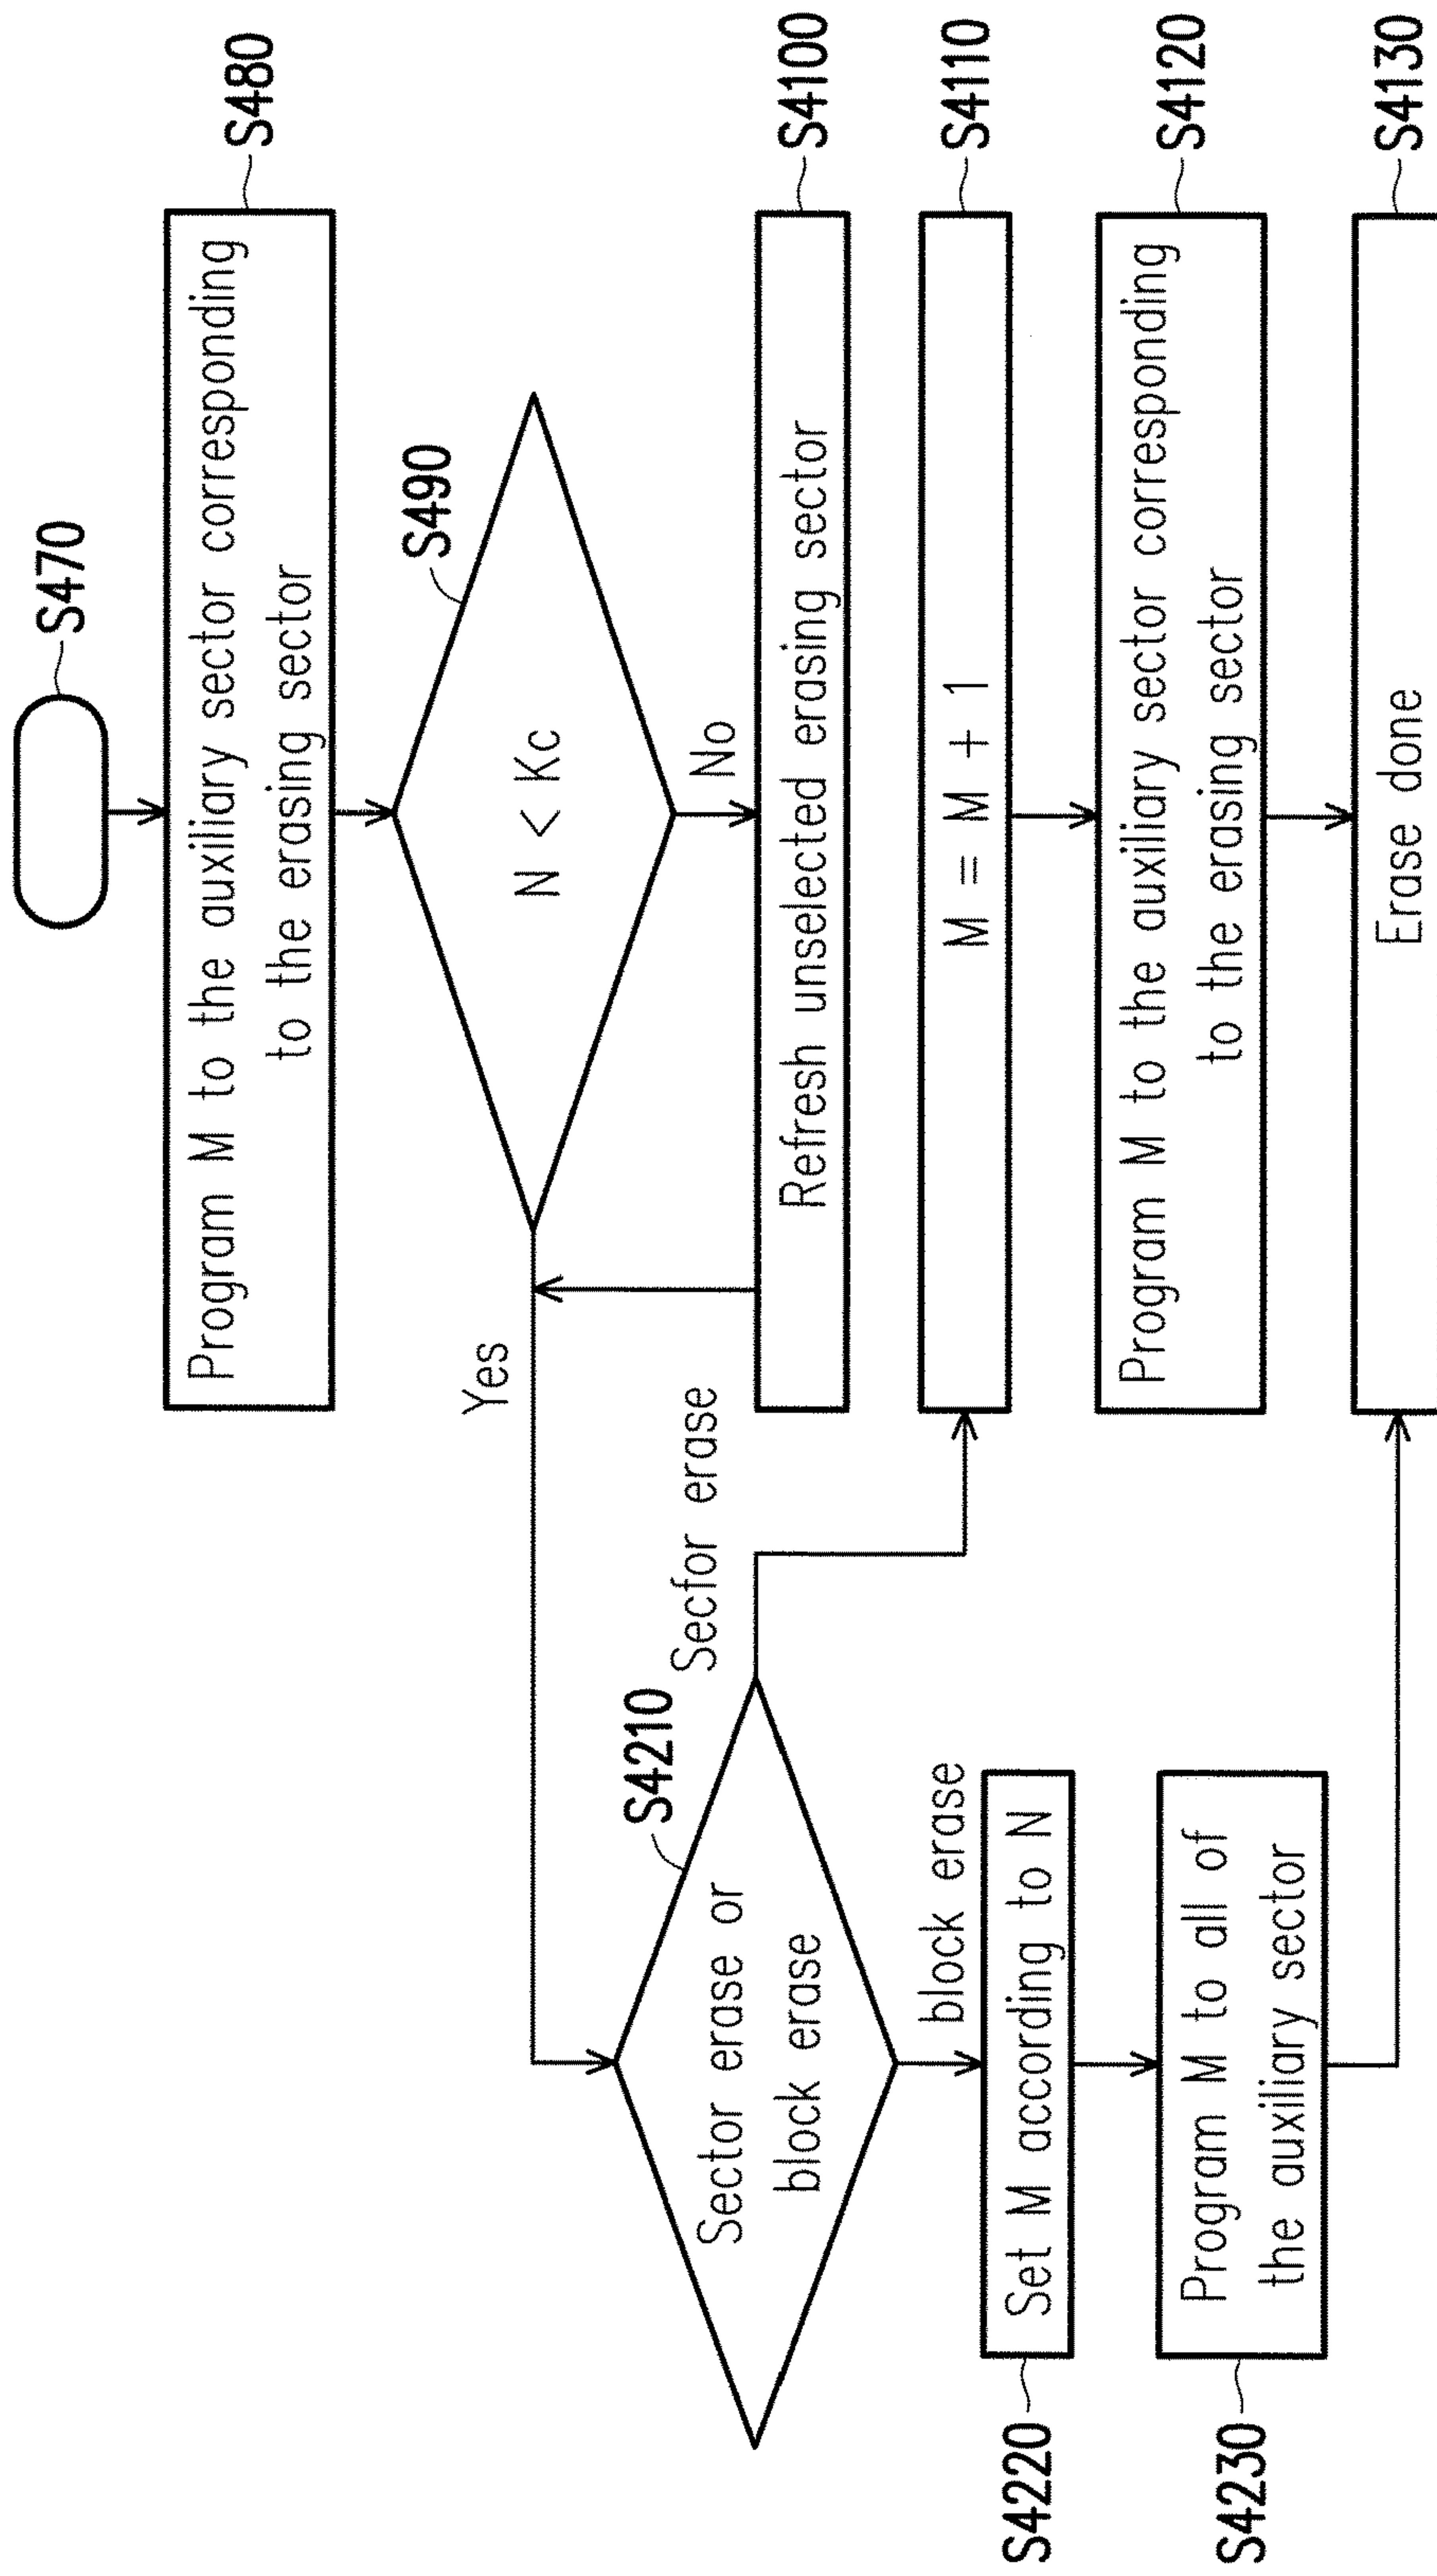 S470
S480
Program M to the auxiliary sector corresponding
to the erasing sector
S490
N < Kc
Yes
No
S4100
Refresh unselected erasing sector
S4210
Sector erase or
block erase
Secfor erase
block erase
S4110
M = M + 1
S4220
Set M according to N
S4120
Program M to the auxiliary sector corresponding
to the erasing sector
S4230
Program M to all of
the auxiliary sector
S4130
Erase done